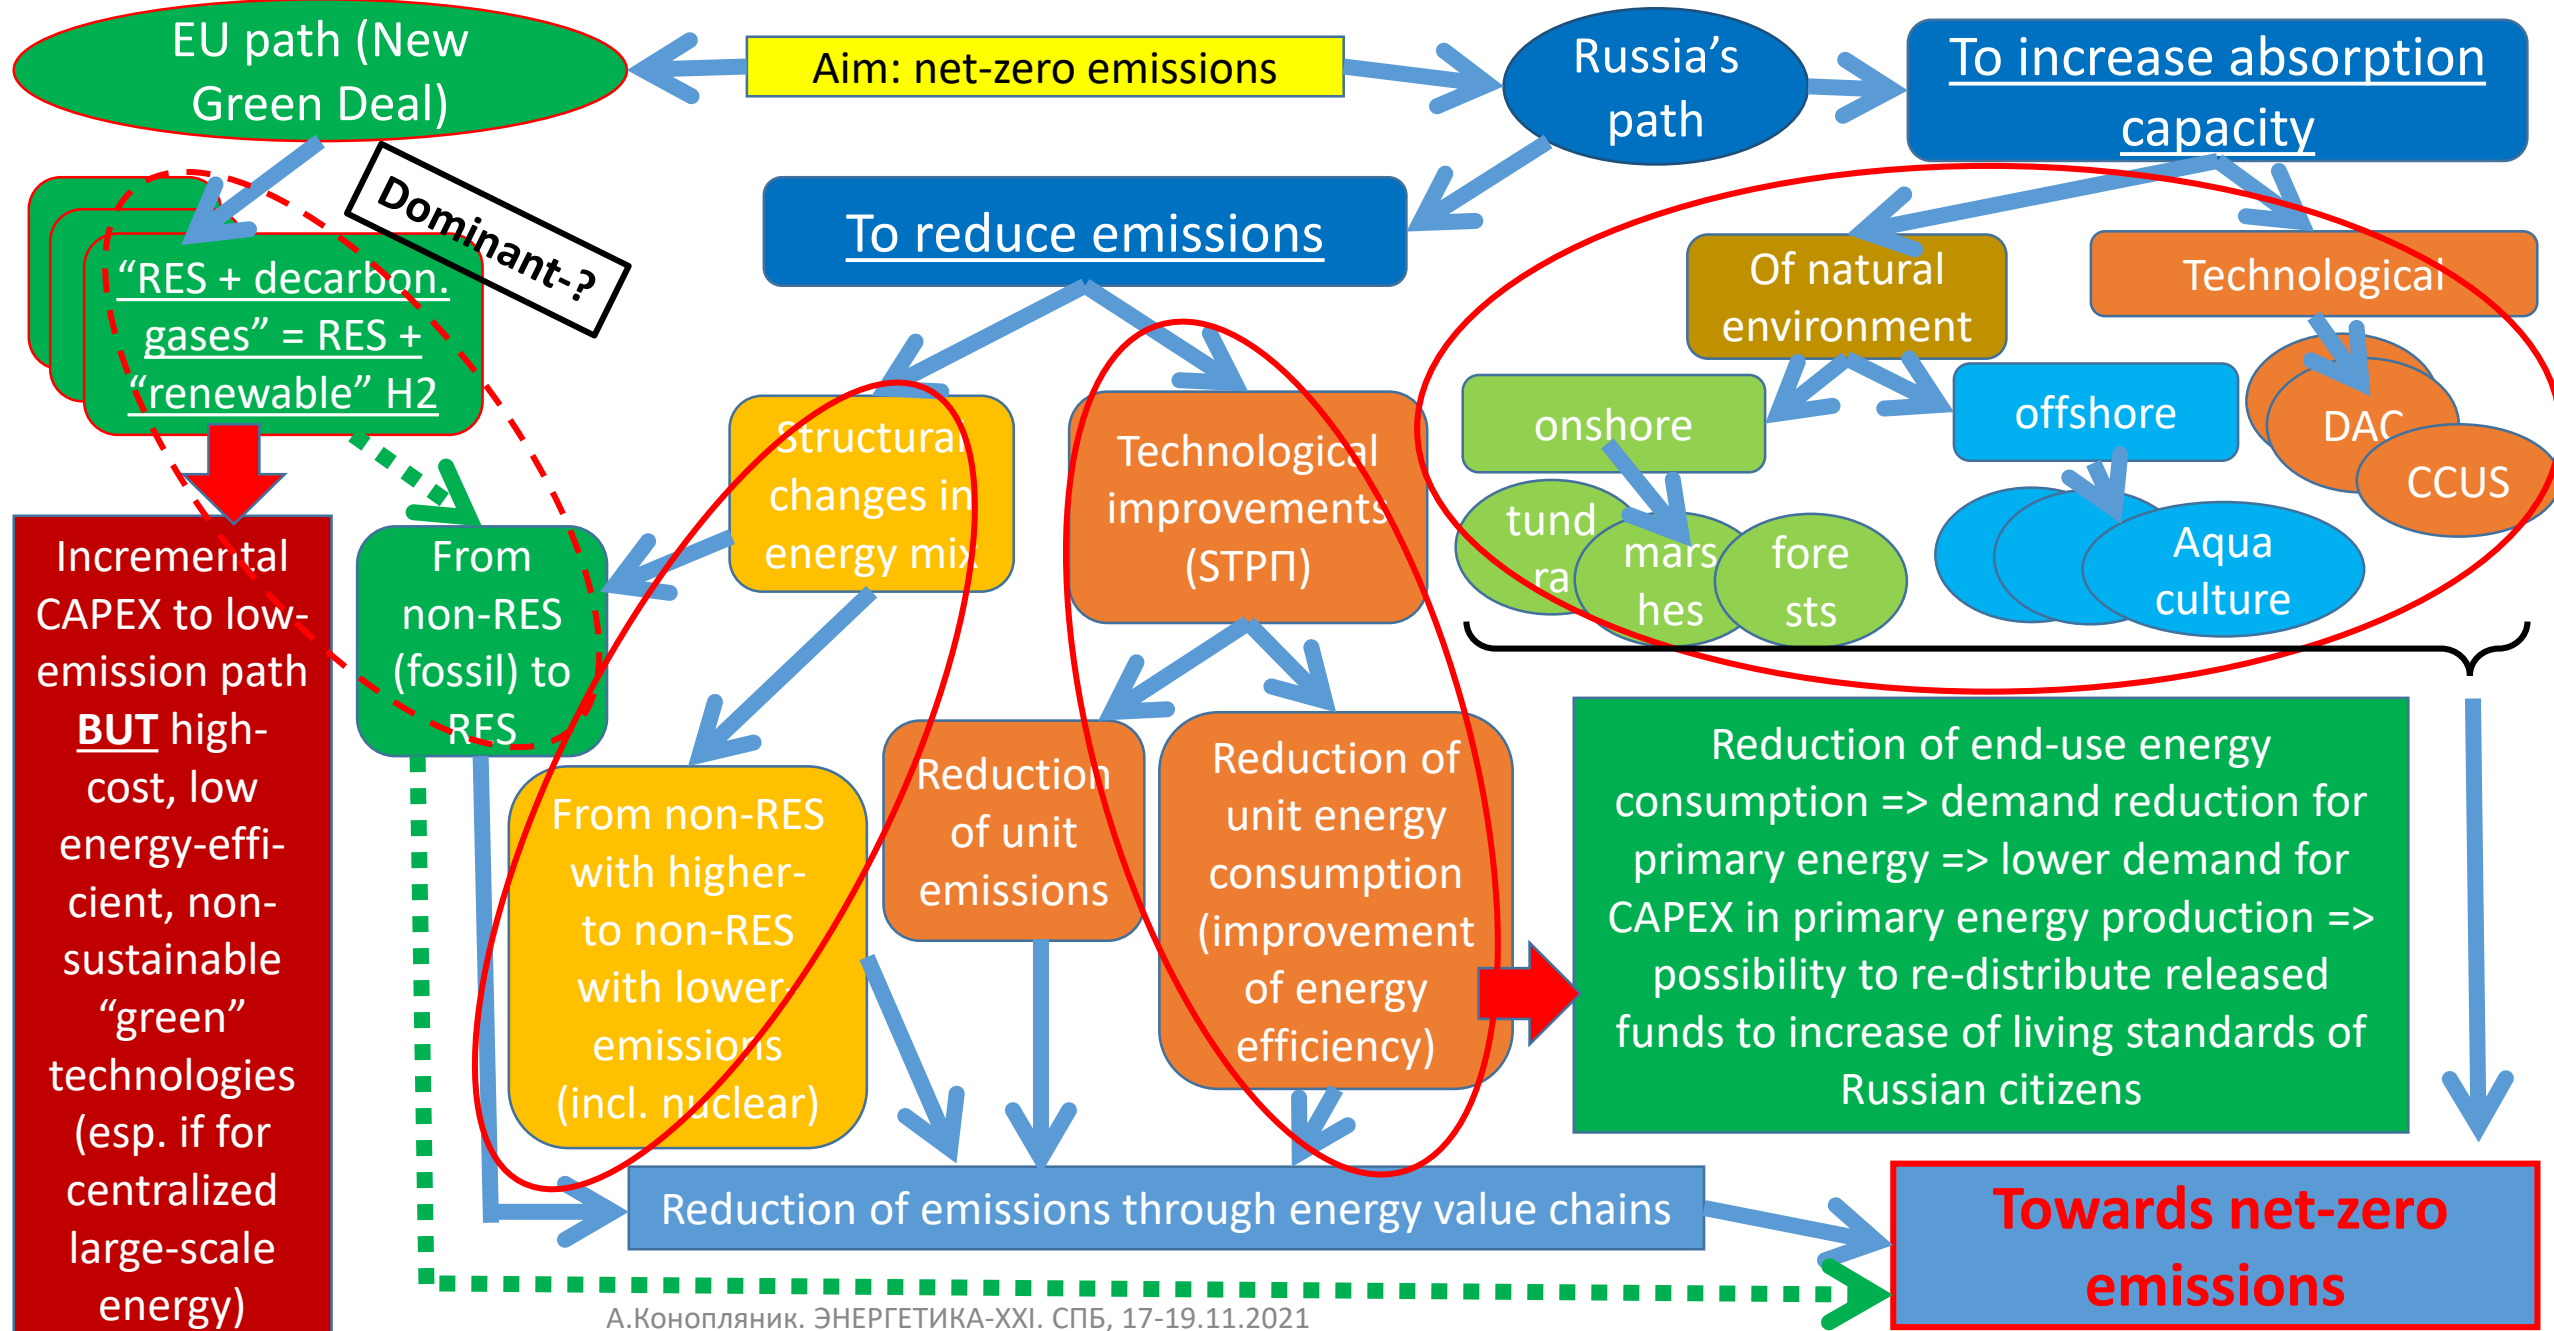 EU path (New
Green Deal)
Aim: net-zero emissions
Russia's
path
To increase absorption
capacity
Dominant-?
To reduce emissions
"RES + decarbon.
gases" = RES +
"renewable" H2
Of natural
environment
Technological
onshore
offshore
DAC
CCUS
tund
ra
mars
hes
fore
sts
Aqua
culture
Structural
changes in
energy mix
Technological
improvements
(STPП)
Incremental
CAPEX to low-
emission path
BUT high-
cost, low
energy-effi-
cient, non-
sustainable
"green"
technologies
(esp. if for
centralized
large-scale
energy)
From
non-RES
(fossil) to
RES
From non-RES
with higher-
to non-RES
with lower-
emissions
(incl. nuclear)
Reduction
of unit
emissions
Reduction of
unit energy
consumption
(improvement
of energy
efficiency)
Reduction of end-use energy
consumption => demand reduction for
primary energy => lower demand for
CAPEX in primary energy production =>
possibility to re-distribute released
funds to increase of living standards of
Russian citizens
Reduction of emissions through energy value chains
Towards net-zero
emissions
А.Конопляник. ЭНЕРГЕТИКА-XXI. СПБ, 17-19.11.2021